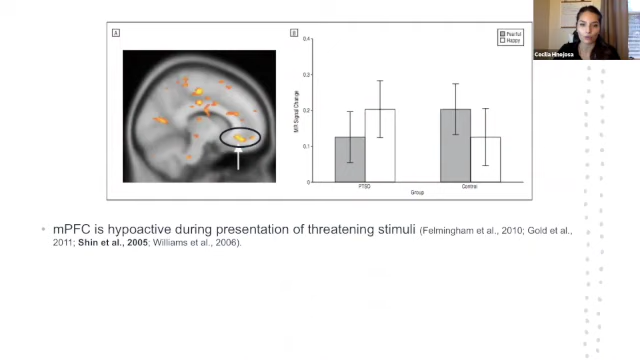 A
B
Fearful
Happy
0.4
0.3
0.2
0.1
0
MR Signal Change
PTSD
Control
Group
Cecilia Hinojosa
• mPFC is hypoactive during presentation of threatening stimuli (Felmingham et al., 2010; Gold et al.,
2011; Shin et al., 2005; Williams et al., 2006).